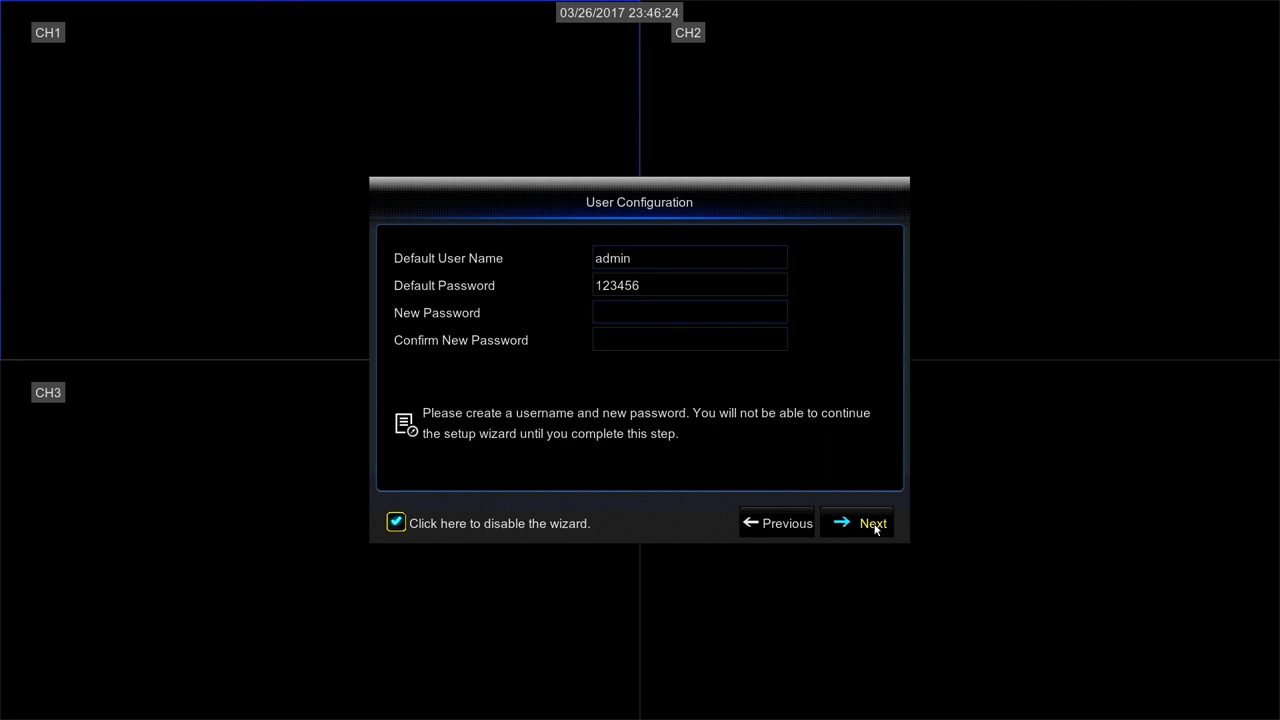 03/26/2017 23:46:24
CH1
CH2
User Configuration
Default User Name admin
Default Password 123456
New Password
Confirm New Password
Please create a username and new password. You will not be able to continue
the setup wizard until you complete this step.
Click here to disable the wizard.
Previous
Next
CH3